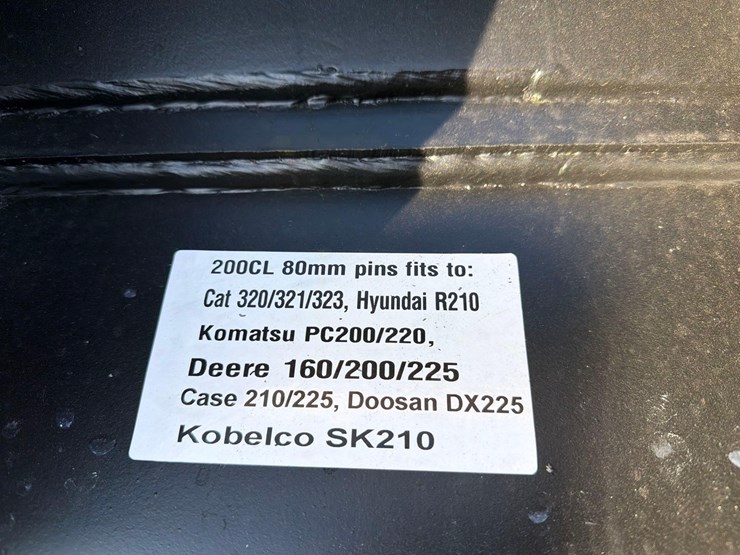 200CL 80mm pins fits to:
Cat 320/321/323, Hyundai R210
Komatsu PC200/220,
Deere 160/200/225
Case 210/225, Doosan DX225
Kobelco SK210